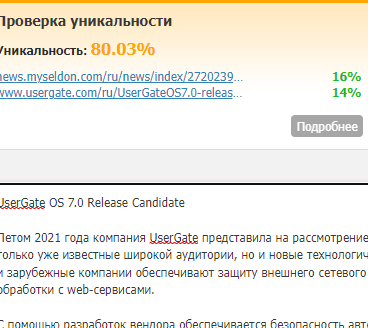 Проверка уникальности
Уникальность: 80.03%
news.myseldon.com/ru/news/index/2720239... 16%
www.usergate.com/ru/UserGateOS7.0-releas... 14%
Подробнее
UserGate OS 7.0 Release Candidate
Летом 2021 года компания UserGate представила на рассмотрение
только уже известные широкой аудитории, но и новые
и зарубежные компании обеспечивают защиту внешнего сетевого
обработки с web-сервисами.
С помощью разработок вендора обеспечивается безопасность